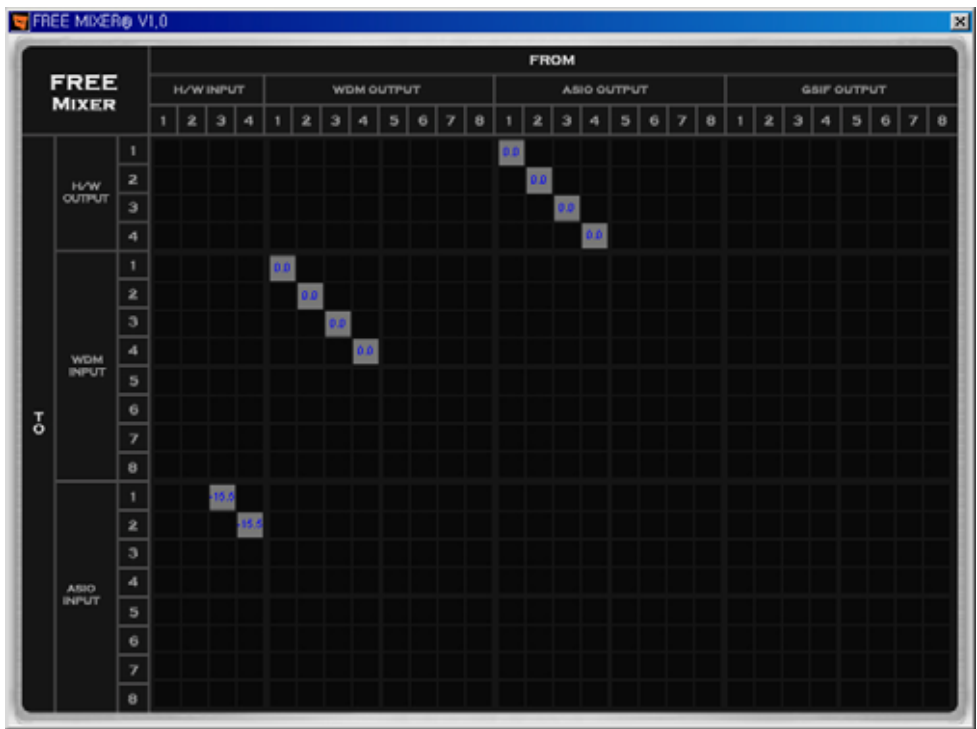 FREE MIXER® V1,0
FROM
FREE
MIXER
H/W INPUT WDM OUTPUT ASIO OUTPUT GSIF OUTPUT
1 2 3 4 1 2 3 4 5 6 7 8 1 2 3 4 5 6 7 8 1 2 3 4 5 6 7 8
TO
H/W
OUTPUT
1 0.0
2 0.0
3 0.0
4 0.0
WDM
INPUT
1 0.0
2 0.0
3 0.0
4 0.0
5
6
7
8
ASIO
INPUT
1 -15.5
2 -15.5
3
4
5
6
7
8